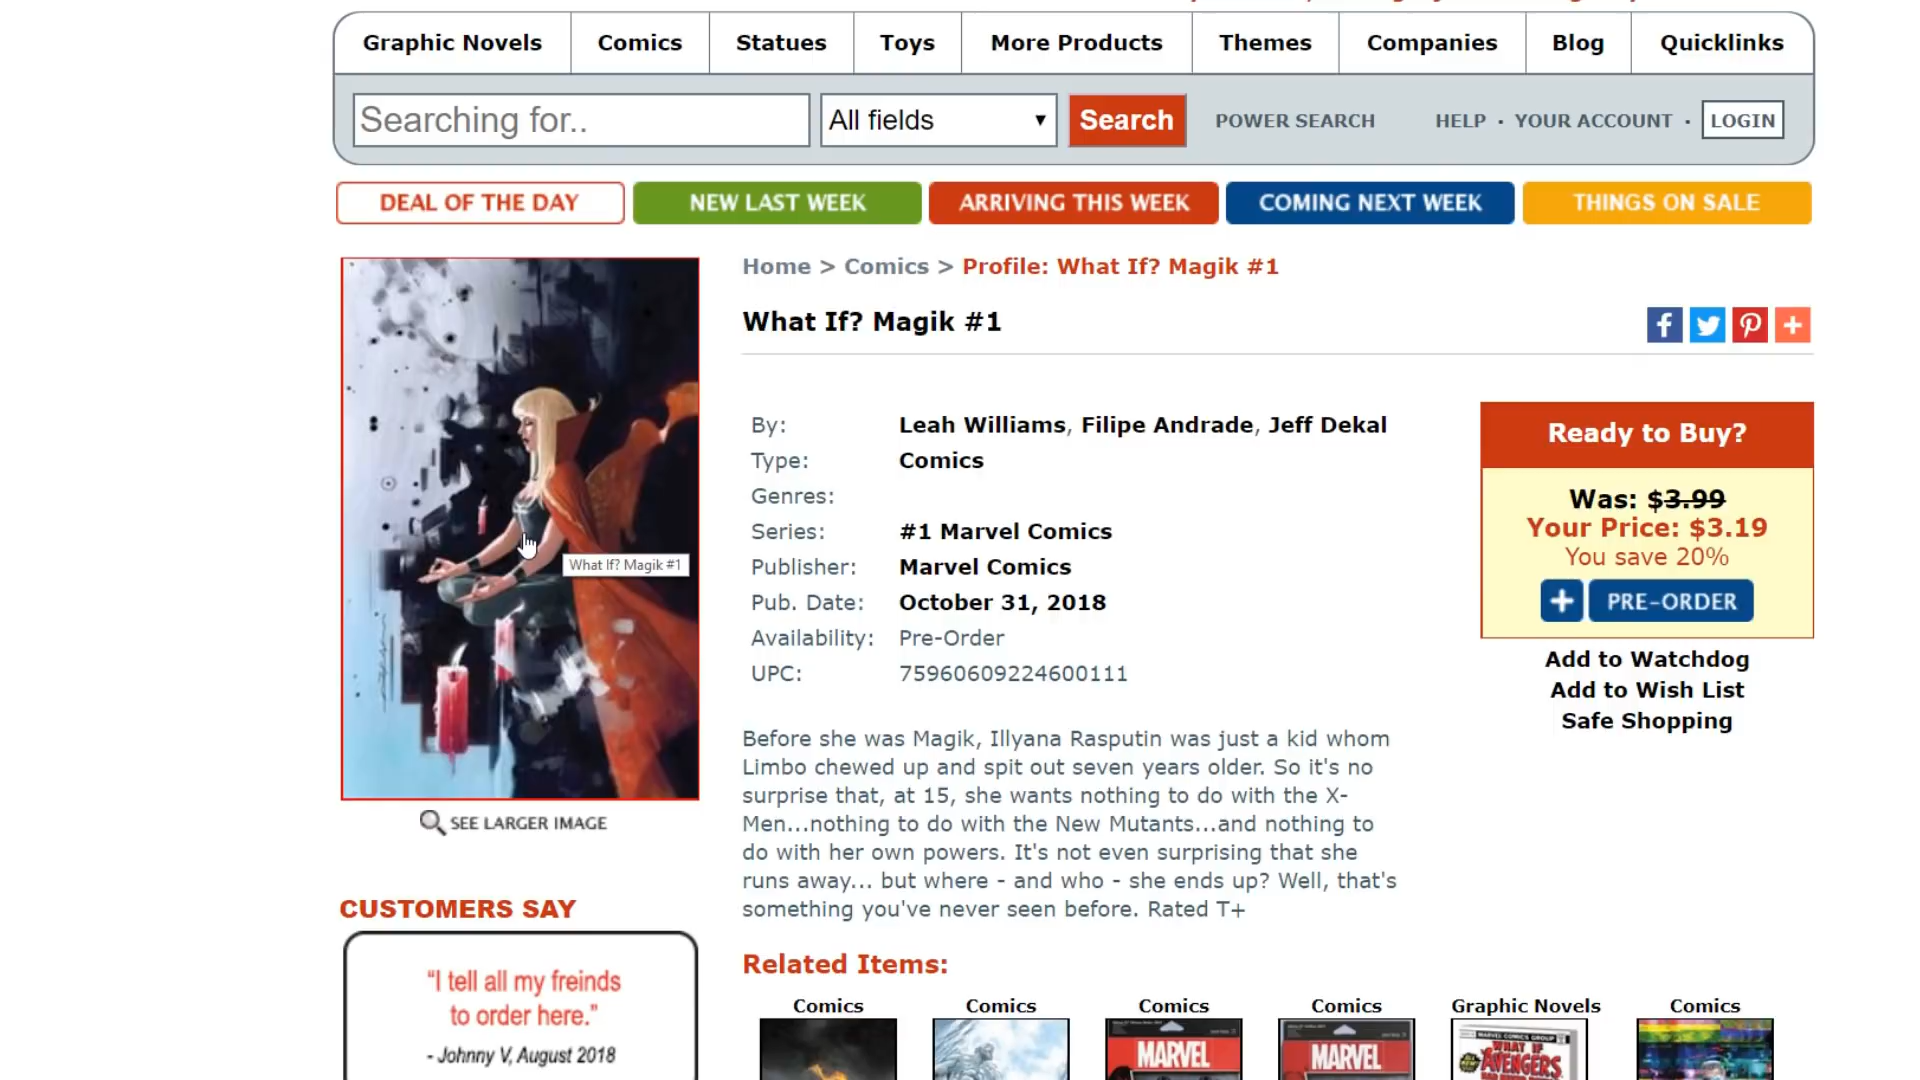 Graphic Novels
Comics
Statues
Toys
More Products
Themes
Companies
Blog
Quicklinks
Searching for..
All fields
Search
POWER SEARCH
HELP · YOUR ACCOUNT · LOGIN
DEAL OF THE DAY
NEW LAST WEEK
ARRIVING THIS WEEK
COMING NEXT WEEK
THINGS ON SALE
Home > Comics > Profile: What If? Magik #1
What If? Magik #1
By: Leah Williams, Filipe Andrade, Jeff Dekal
Type: Comics
Genres:
Series: #1 Marvel Comics
Publisher: Marvel Comics
Pub. Date: October 31, 2018
Availability: Pre-Order
UPC: 75960609224600111
What If? Magik #1
SEE LARGER IMAGE
Ready to Buy?
Was: $3.99
Your Price: $3.19
You save 20%
+ PRE-ORDER
Add to Watchdog
Add to Wish List
Safe Shopping
Before she was Magik, Illyana Rasputin was just a kid whom
Limbo chewed up and spit out seven years older. So it's no
surprise that, at 15, she wants nothing to do with the X-
Men...nothing to do with the New Mutants...and nothing to
do with her own powers. It's not even surprising that she
runs away... but where - and who - she ends up? Well, that's
something you've never seen before. Rated T+
CUSTOMERS SAY
“I tell all my freinds
to order here.”
- Johnny V, August 2018
Related Items:
Comics
Comics
Comics
Comics
Graphic Novels
Comics
MARVEL
MARVEL
MARVEL COMICS GROUP
WHAT IF
AVENGERS